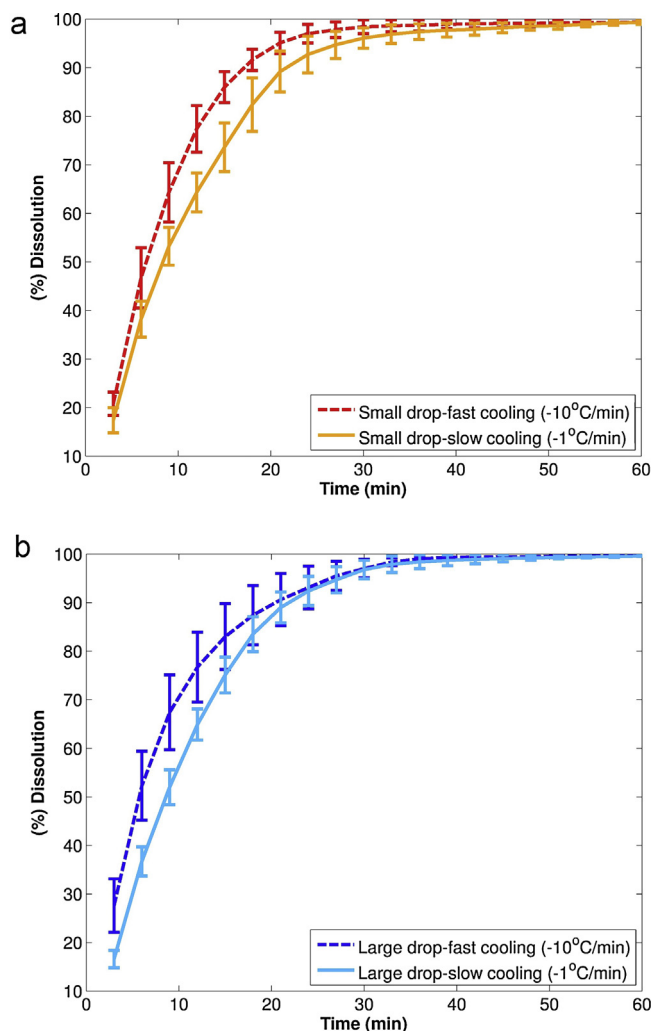 a
100
90
80
70
60
50
40
30
20
10
(%) Dissolution
Small drop-fast cooling (-10°C/min)
Small drop-slow cooling (-1°C/min)
0 10 20 30 40 50 60
Time (min)
b
100
90
80
70
60
50
40
30
20
10
(%) Dissolution
Large drop-fast cooling (-10°C/min)
Large drop-slow cooling (-1°C/min)
0 10 20 30 40 50 60
Time (min)